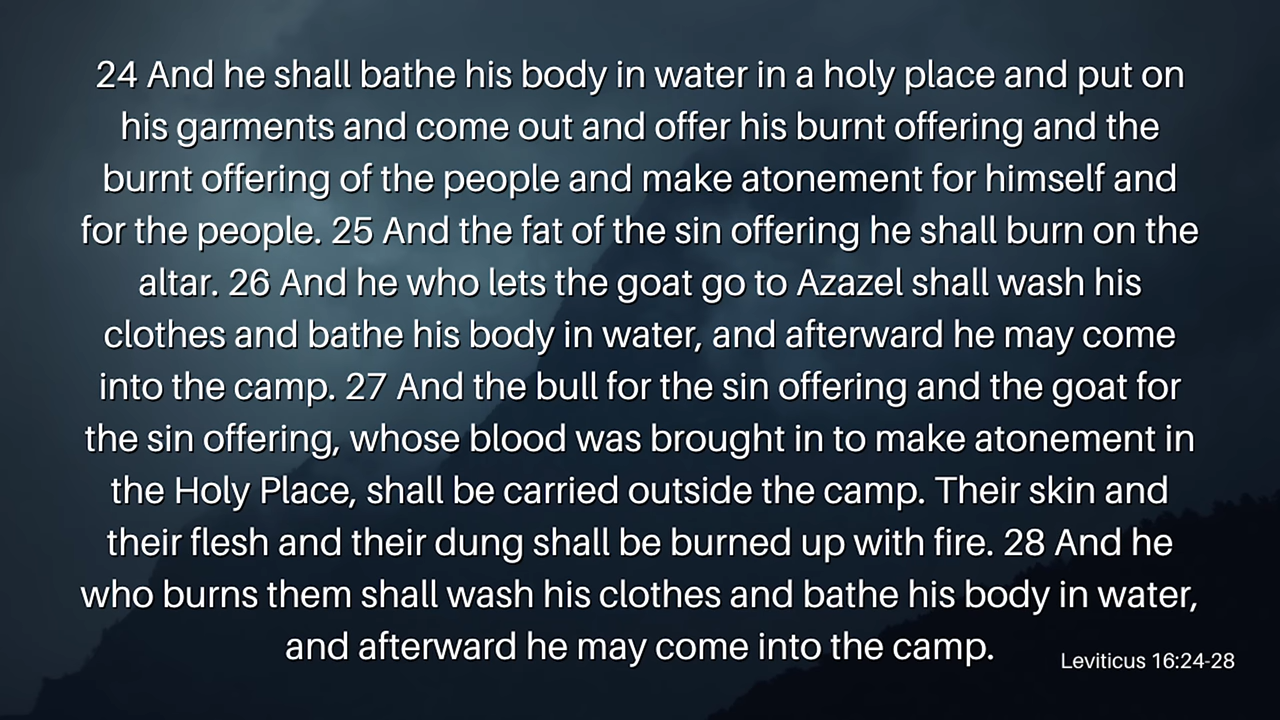 24 And he shall bathe his body in water in a holy place and put on
his garments and come out and offer his burnt offering and the
burnt offering of the people and make atonement for himself and
for the people. 25 And the fat of the sin offering he shall burn on the
altar. 26 And he who lets the goat go to Azazel shall wash his
clothes and bathe his body in water, and afterward he may come
into the camp. 27 And the bull for the sin offering and the goat for
the sin offering, whose blood was brought in to make atonement in
the Holy Place, shall be carried outside the camp. Their skin and
their flesh and their dung shall be burned up with fire. 28 And he
who burns them shall wash his clothes and bathe his body in water,
and afterward he may come into the camp.
Leviticus 16:24-28